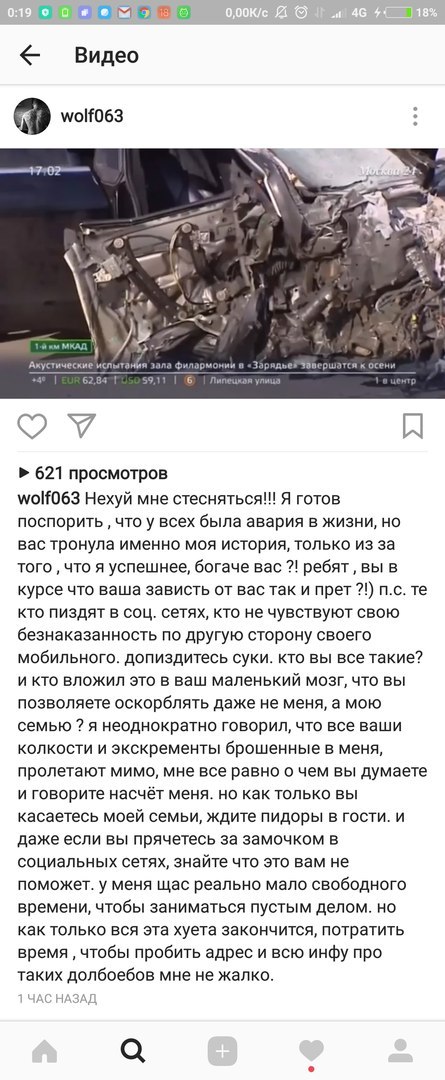 0:19
0,00K/c
4G
18%
Видео
wolf063
17:02
Москва 24
1-й км МКАД
Акустические испытания зала филармонии в «Зарядье» завершатся к осени
+4° EUR 62,84 USD 59,11 6 Липецкая улица 1 в центр
621 просмотров
wolf063 Нехуй мне стесняться!!! Я готов
поспорить , что у всех была авария в жизни, но
вас тронула именно моя история, только из за
того , что я успешнее, богаче вас ?! ребят , вы в
курсе что ваша зависть от вас так и прет ?!) п.с. те
кто пиздят в соц. сетях, кто не чувствуют свою
безнаказанность по другую сторону своего
мобильного. допиздитесь суки. кто вы все такие?
и кто вложил это в ваш маленький мозг, что вы
позволяете оскорблять даже не меня, а мою
семью ? я неоднократно говорил, что все ваши
колкости и экскременты брошенные в меня,
пролетают мимо, мне все равно о чем вы думаете
и говорите насчёт меня. но как только вы
касаетесь моей семьи, ждите пидоры в гости. и
даже если вы прячетесь за замочком в
социальных сетях, знайте что это вам не
поможет. у меня щас реально мало свободного
времени, чтобы заниматься пустым делом. но
как только вся эта хуета закончится, потратить
время , чтобы пробить адрес и всю инфу про
таких долбоебов мне не жалко.
1 ЧАС НАЗАД